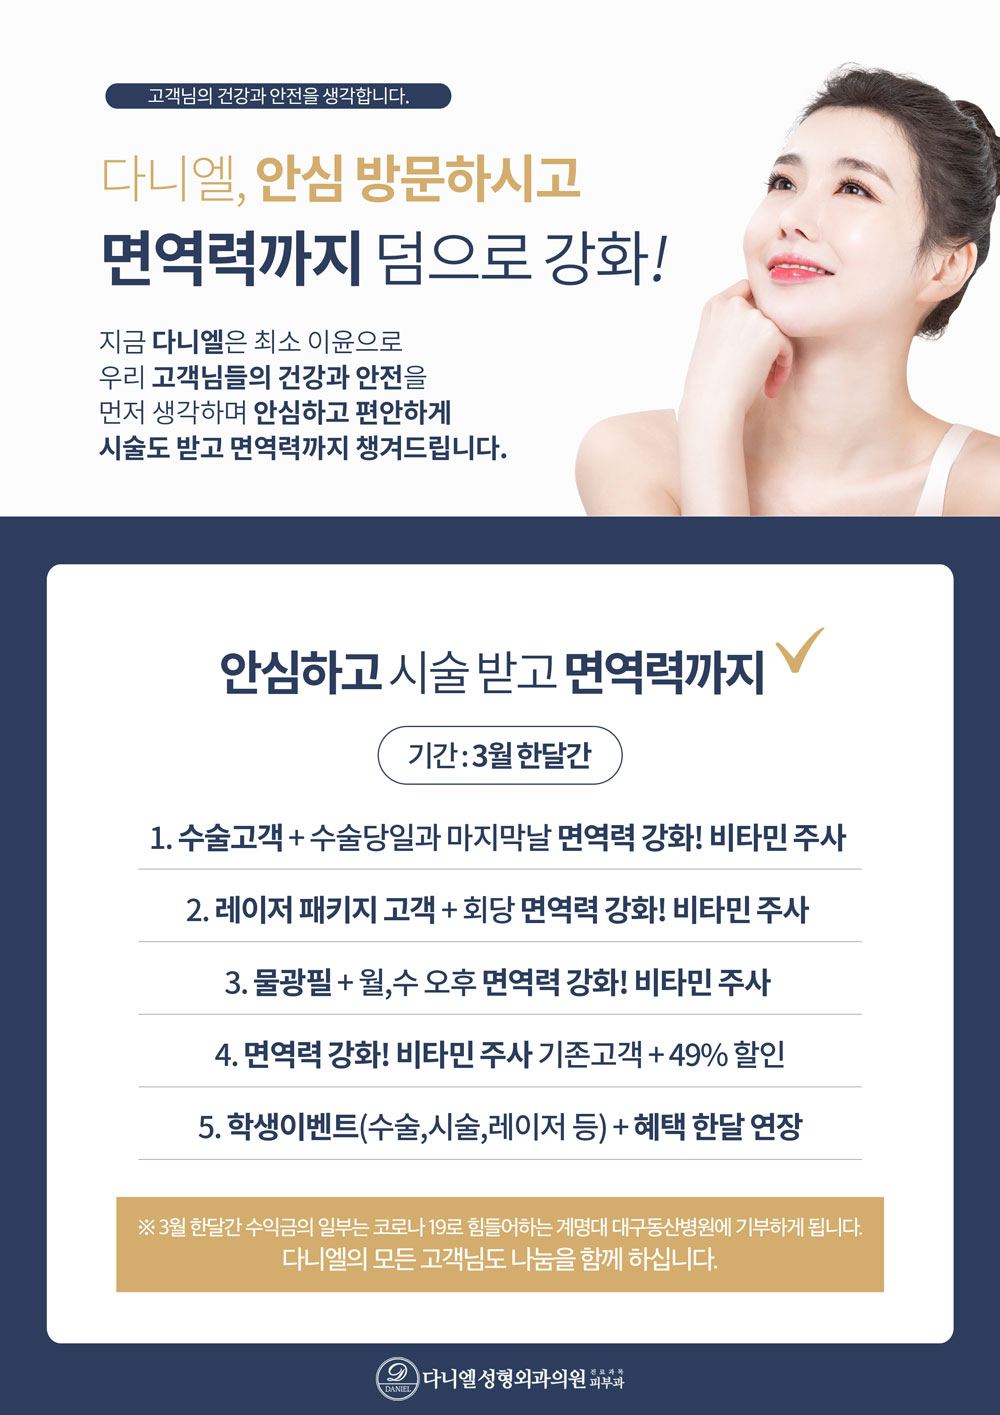 고객님의 건강과 안전을 생각합니다.
다니엘, 안심 방문하시고
면역력까지 덤으로 강화!
지금 다니엘은 최소 이윤으로
우리 고객님들의 건강과 안전을
먼저 생각하며 안심하고 편안하게
시술도 받고 면역력까지 챙겨드립니다.
안심하고 시술 받고 면역력까지
기간 : 3월 한달간
1. 수술고객 + 수술당일과 마지막날 면역력 강화! 비타민 주사
2. 레이저 패키지 고객 + 회당 면역력 강화! 비타민 주사
3. 물광필 + 월,수 오후 면역력 강화! 비타민 주사
4. 면역력 강화! 비타민 주사 기존고객 + 49% 할인
5. 학생이벤트(수술,시술,레이저 등) + 혜택 한달 연장
※ 3월 한달간 수익금의 일부는 코로나 19로 힘들어하는 계명대 대구동산병원에 기부하게 됩니다.
다니엘의 모든 고객님도 나눔을 함께 하십니다.
D DANIEL 다니엘성형외과의원 진료과목 피부과